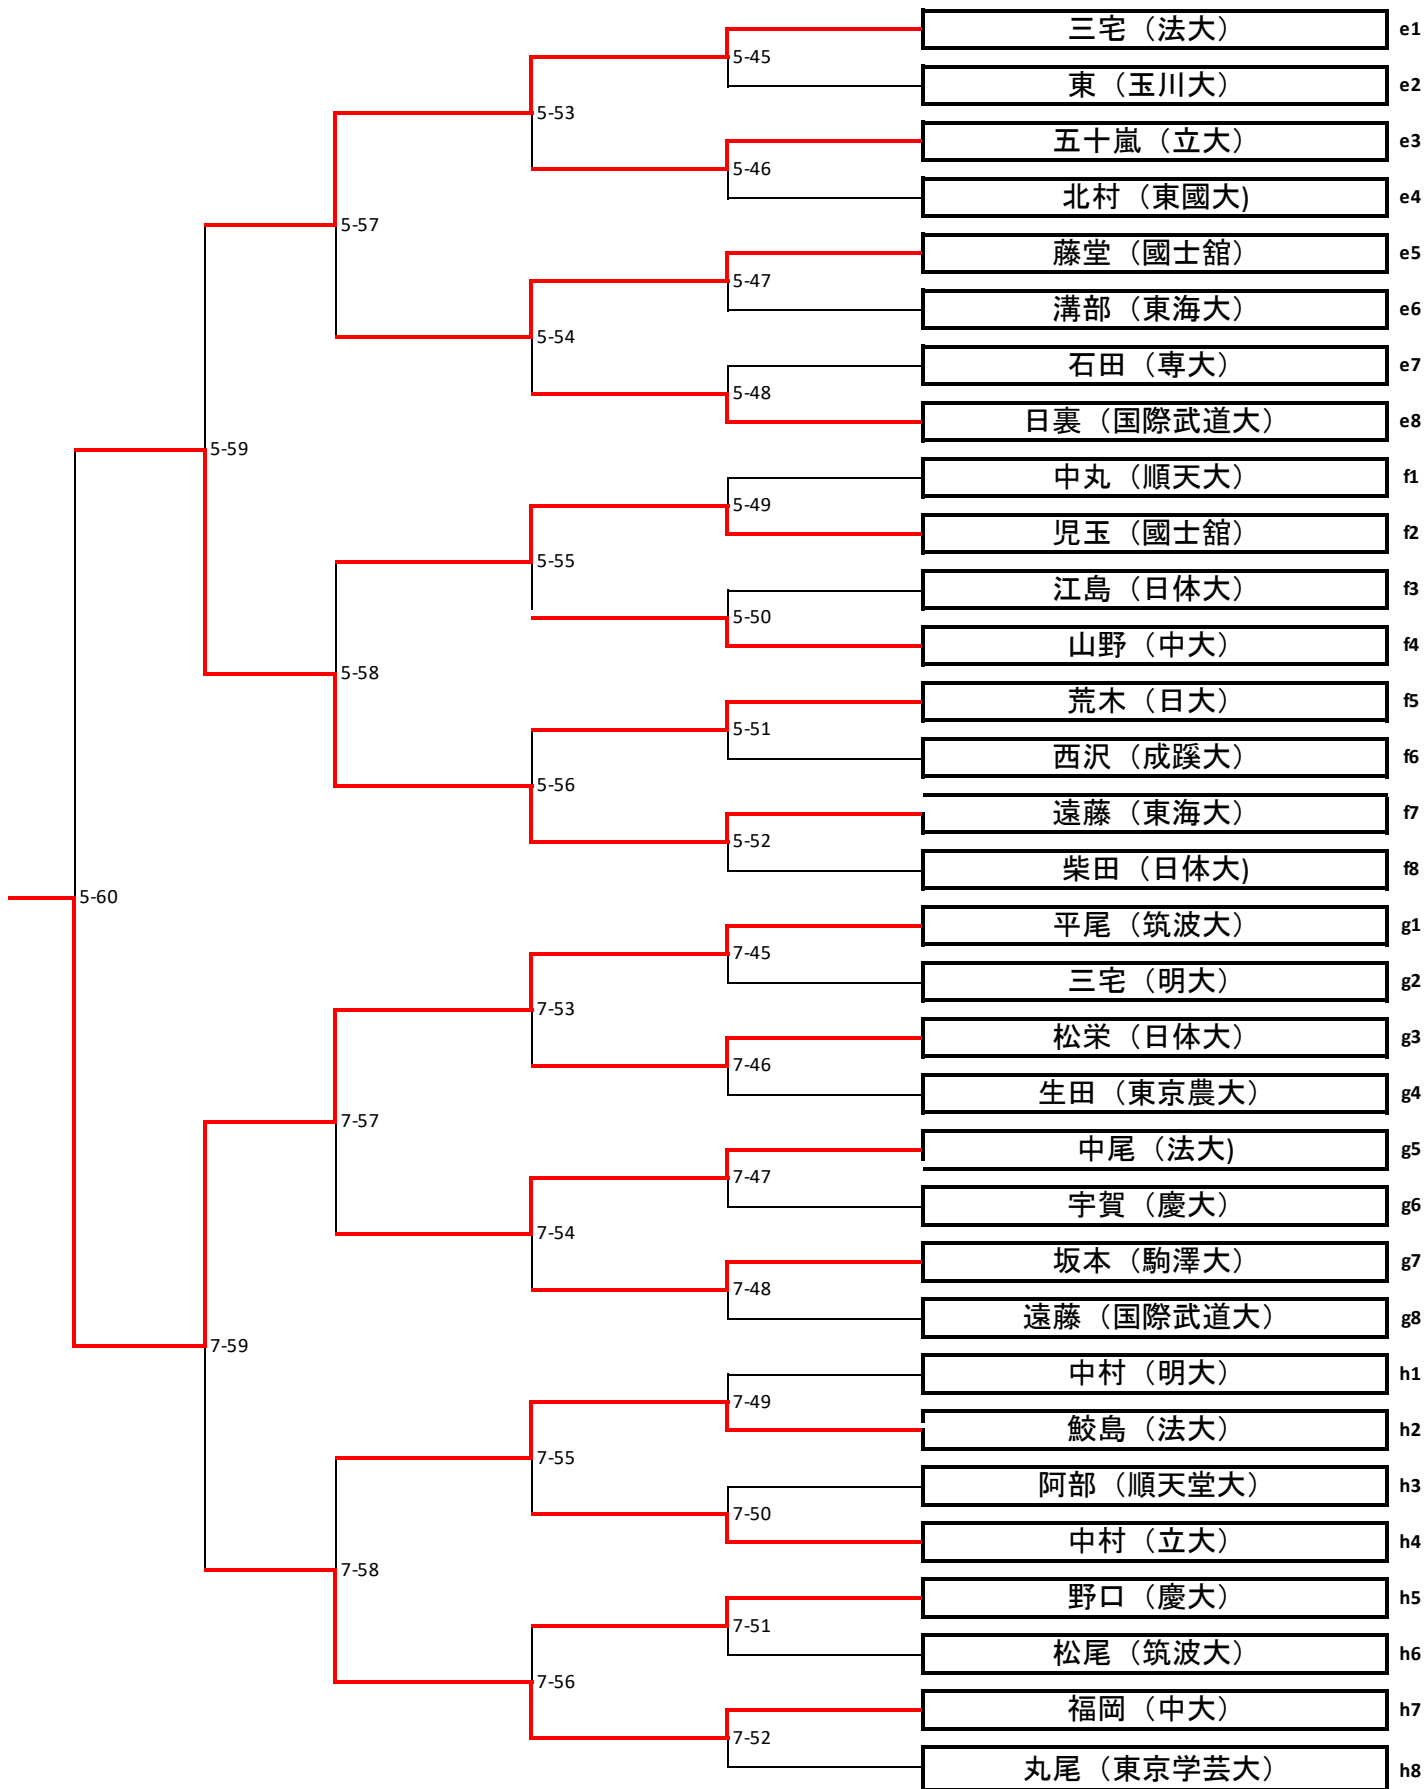 三宅（法大） e1
5-45
東（玉川大） e2
5-53
五十嵐（立大） e3
5-46
北村（東國大) e4
5-57
藤堂（國士舘） e5
5-47
溝部（東海大） e6
5-54
石田（専大） e7
5-48
日裏（国際武道大） e8
5-59
中丸（順天大） f1
5-49
児玉（國士舘） f2
5-55
江島（日体大） f3
5-50
山野（中大） f4
5-58
荒木（日大） f5
5-51
西沢（成蹊大） f6
5-56
遠藤（東海大） f7
5-52
柴田（日体大) f8
5-60
平尾（筑波大） g1
7-45
三宅（明大） g2
7-53
松栄（日体大） g3
7-46
生田（東京農大） g4
7-57
中尾（法大) g5
7-47
宇賀（慶大） g6
7-54
坂本（駒澤大） g7
7-48
遠藤（国際武道大） g8
7-59
中村（明大） h1
7-49
鮫島（法大） h2
7-55
阿部（順天堂大） h3
7-50
中村（立大） h4
7-58
野口（慶大） h5
7-51
松尾（筑波大） h6
7-56
福岡（中大） h7
7-52
丸尾（東京学芸大） h8